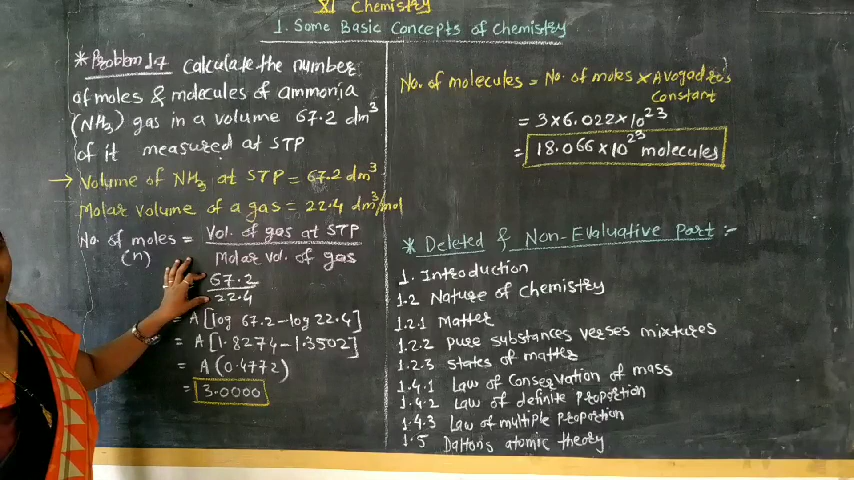 XI Chemistry
1. Some Basic Concepts of Chemistry
* Problem 1.7 Calculate the number
of moles & molecules of ammonia
(NH3) gas in a volume 67.2 dm³
of it measured at STP
→ Volume of NH3 at STP = 67.2 dm³
Molar volume of a gas = 22.4 dm³/mol
No. of moles = Vol. of gas at STP
(n) Molar vol. of gas
67.2
22.4
= A [log 67.2 - log 22.4]
= A [1.8274 - 1.3502]
= A (0.4772)
= 3.0000
No. of molecules = No. of moles × Avogadro's
constant
= 3 × 6.022 × 10²³
= 18.066 × 10²³ molecules
* Deleted & Non-Evaluative Part :-
1. Introduction
1.2 Nature of Chemistry
1.2.1 Matter
1.2.2 Pure substances verses mixtures
1.2.3 states of matter
1.4.1 Law of Conservation of mass
1.4.2 Law of definite Proportion
1.4.3 Law of multiple Proportion
1.5 Dalton's atomic theory